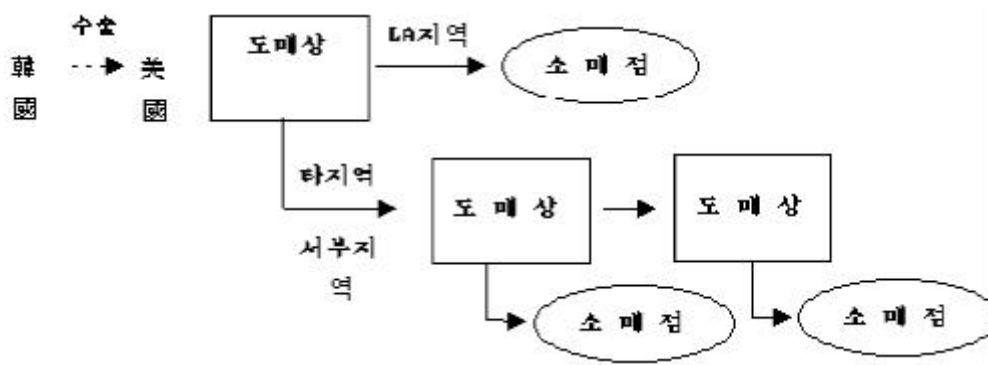 수출
韓國
美國
도매상
LA지역
소 매 점
타지역
서부지역
도 매 상
도 매 상
소 매 점
소 매 점